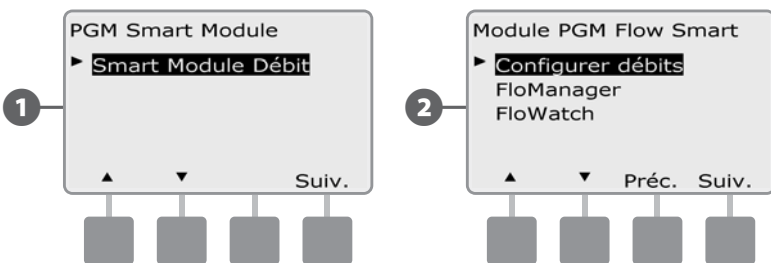 1
PGM Smart Module
► Smart Module Débit
▲ ▼ Suiv.
2
Module PGM Flow Smart
► Configurer débits
FloManager
FloWatch
▲ ▼ Préc. Suiv.